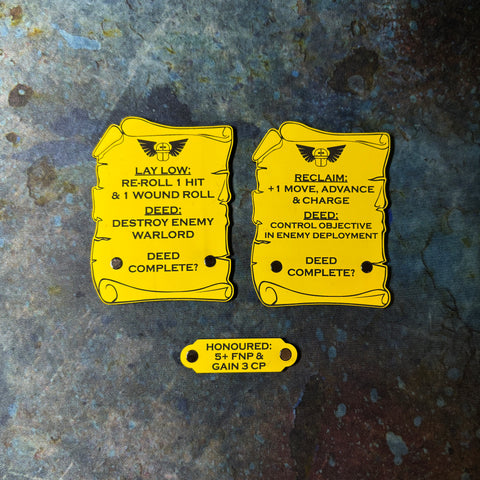 LAY LOW:
RE-ROLL 1 HIT
& 1 WOUND ROLL
DEED:
DESTROY ENEMY
WARLORD
DEED
COMPLETE?
RECLAIM:
+1 MOVE, ADVANCE
& CHARGE
DEED:
CONTROL OBJECTIVE
IN ENEMY DEPLOYMENT
DEED
COMPLETE?
HONOURED:
5+ FNP &
GAIN 3 CP